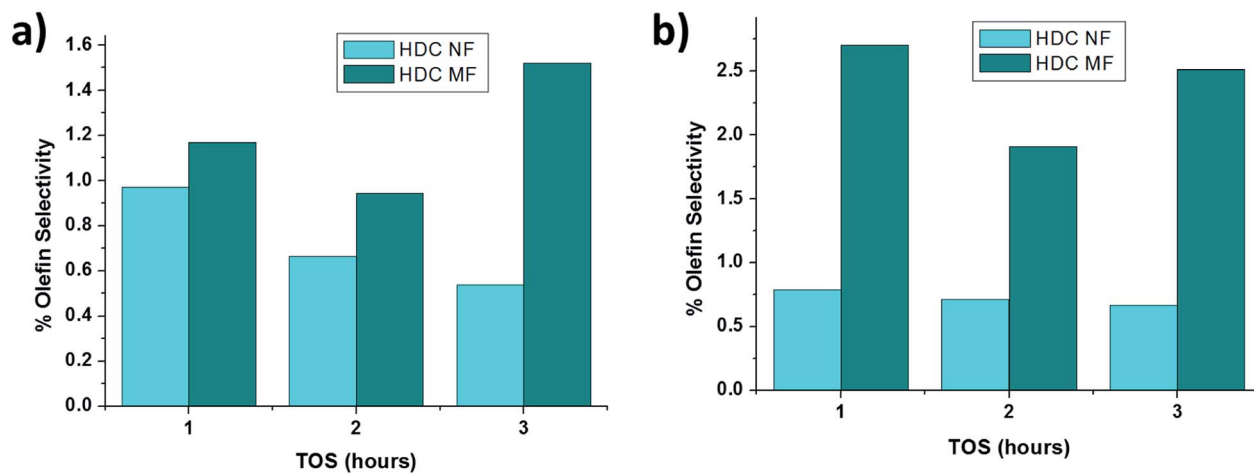 a)
% Olefin Selectivity
1.6
1.4
1.2
1.0
0.8
0.6
0.4
0.2
0.0
HDC NF
HDC MF
1 2 3
TOS (hours)
b)
% Olefin Selectivity
2.5
2.0
1.5
1.0
0.5
0.0
HDC NF
HDC MF
1 2 3
TOS (hours)